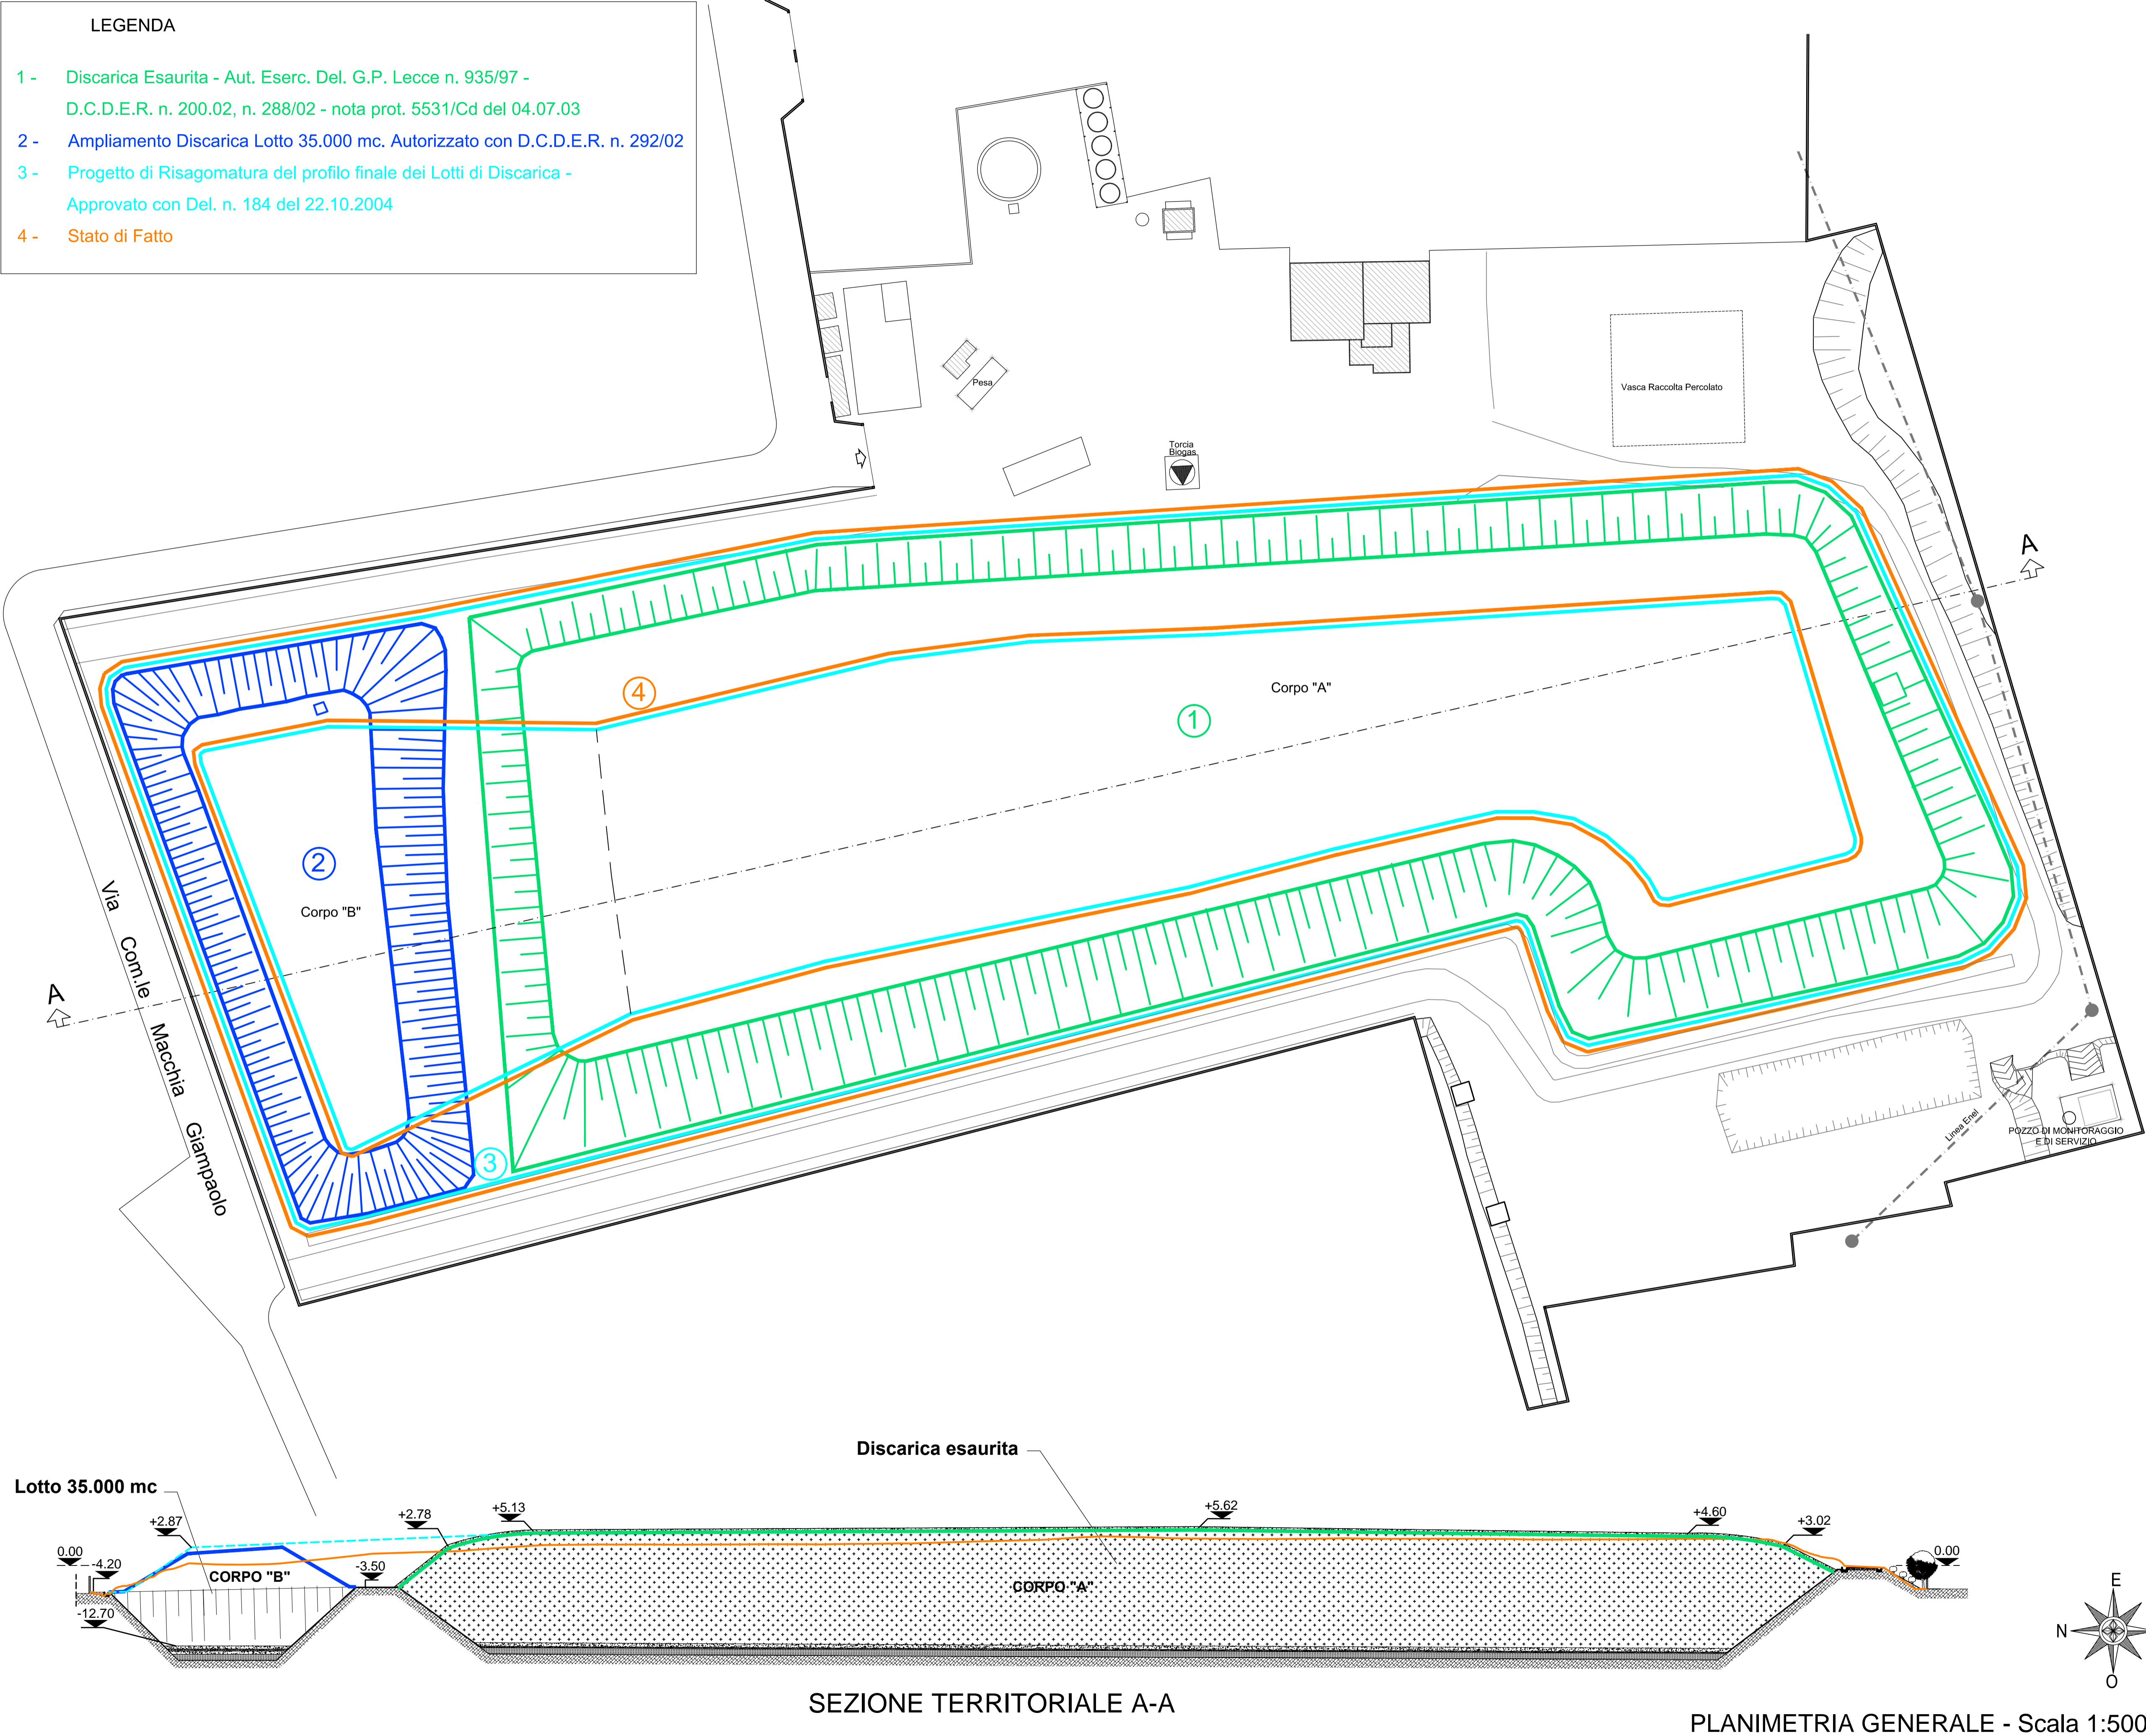 LEGENDA
1 - Discarica Esaurita - Aut. Eserc. Del. G.P. Lecce n. 935/97 -
D.C.D.E.R. n. 200.02, n. 288/02 - nota prot. 5531/Cd del 04.07.03
2 - Ampliamento Discarica Lotto 35.000 mc. Autorizzato con D.C.D.E.R. n. 292/02
3 - Progetto di Risagomatura del profilo finale dei Lotti di Discarica -
Approvato con Del. n. 184 del 22.10.2004
4 - Stato di Fatto
Pesa
Vasca Raccolta Percolato
Torcia
Biogas
A
4
Corpo "A"
1
2
Corpo "B"
A
Via Com.le Macchia Giampaolo
3
Linea Enel
POZZO DI MONITORAGGIO
E DI SERVIZIO
Discarica esaurita
Lotto 35.000 mc
+2.87
+2.78
+5.13
+5.62
+4.60
+3.02
0.00
-4.20
-3.50
0.00
CORPO "B"
CORPO "A"
-12.70
E
N
O
SEZIONE TERRITORIALE A-A
PLANIMETRIA GENERALE - Scala 1:500